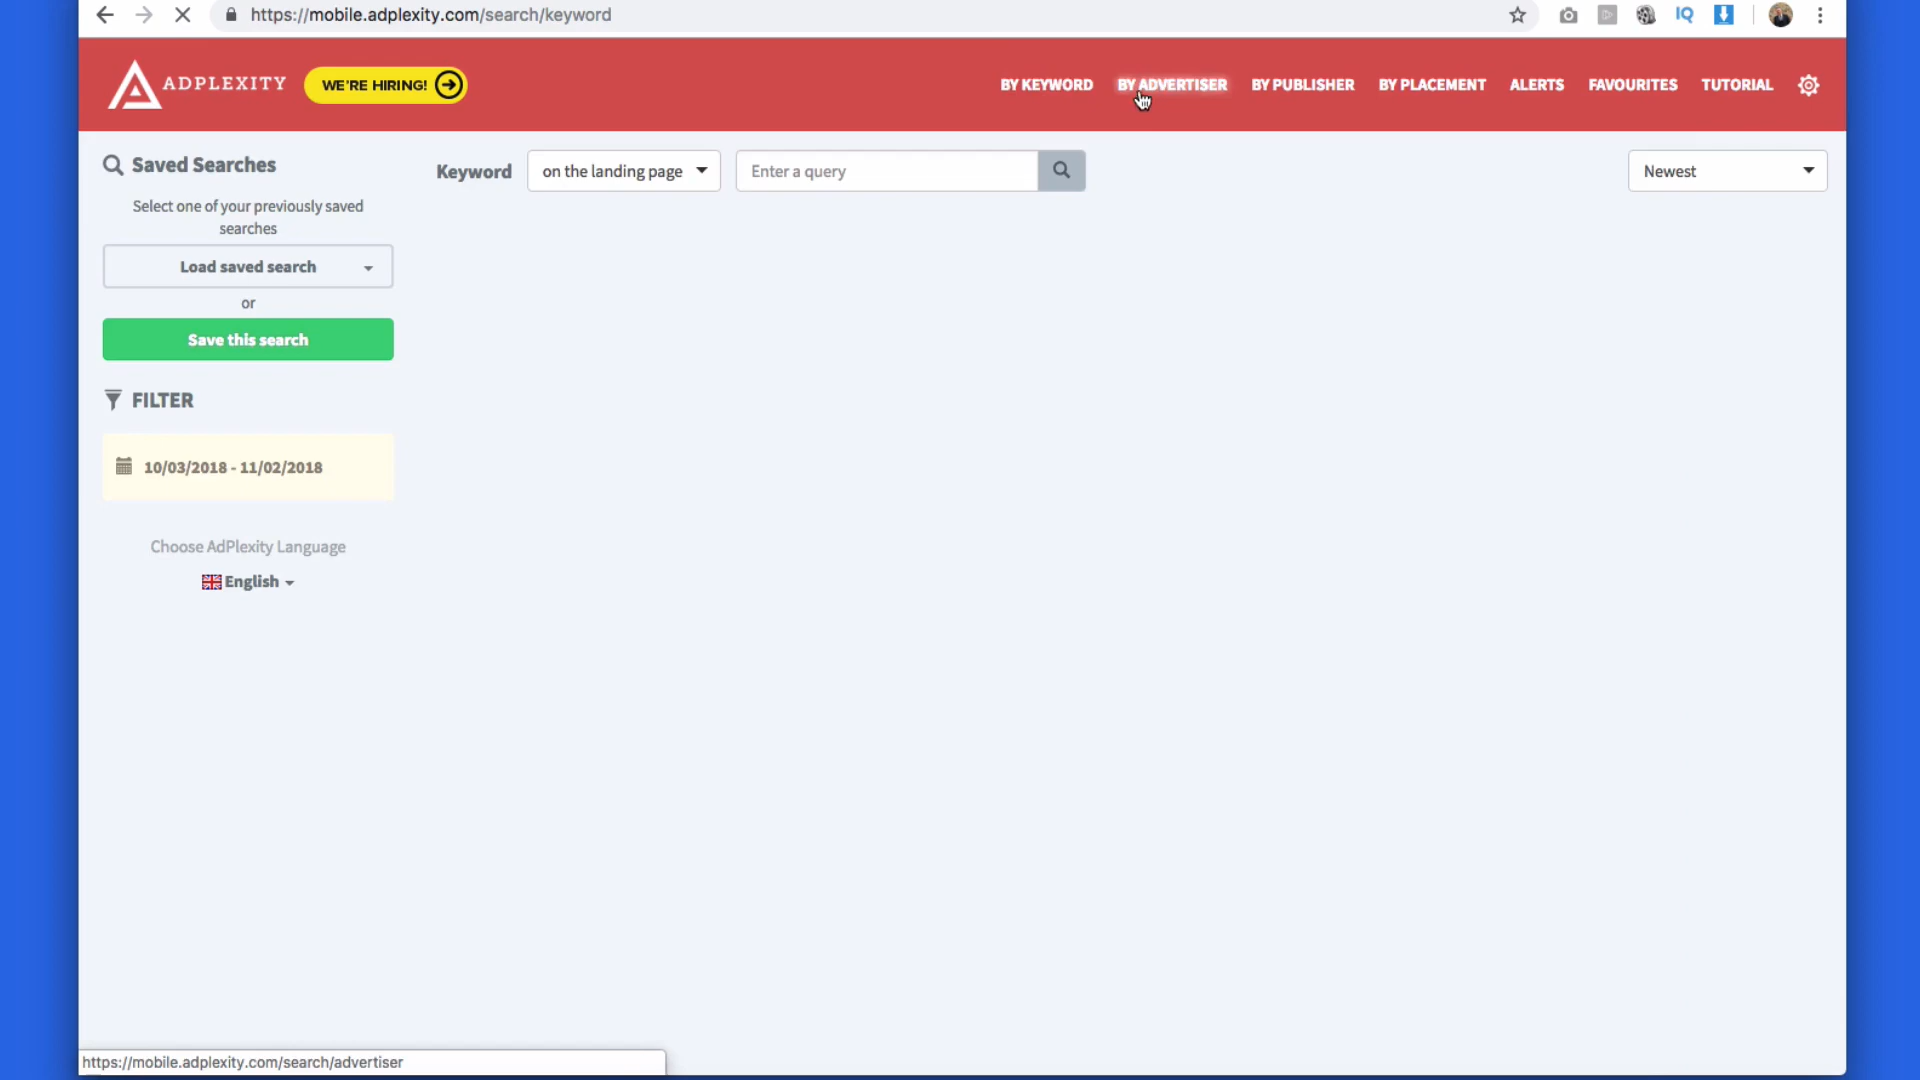 https://mobile.adplexity.com/search/keyword
IQ
ADPLEXITY
WE'RE HIRING!
BY KEYWORD
BY ADVERTISER
BY PUBLISHER
BY PLACEMENT
ALERTS
FAVOURITES
TUTORIAL
Saved Searches
Select one of your previously saved
searches
Load saved search
or
Save this search
FILTER
10/03/2018 - 11/02/2018
Choose AdPlexity Language
English
Keyword
on the landing page
Enter a query
Newest
https://mobile.adplexity.com/search/advertiser